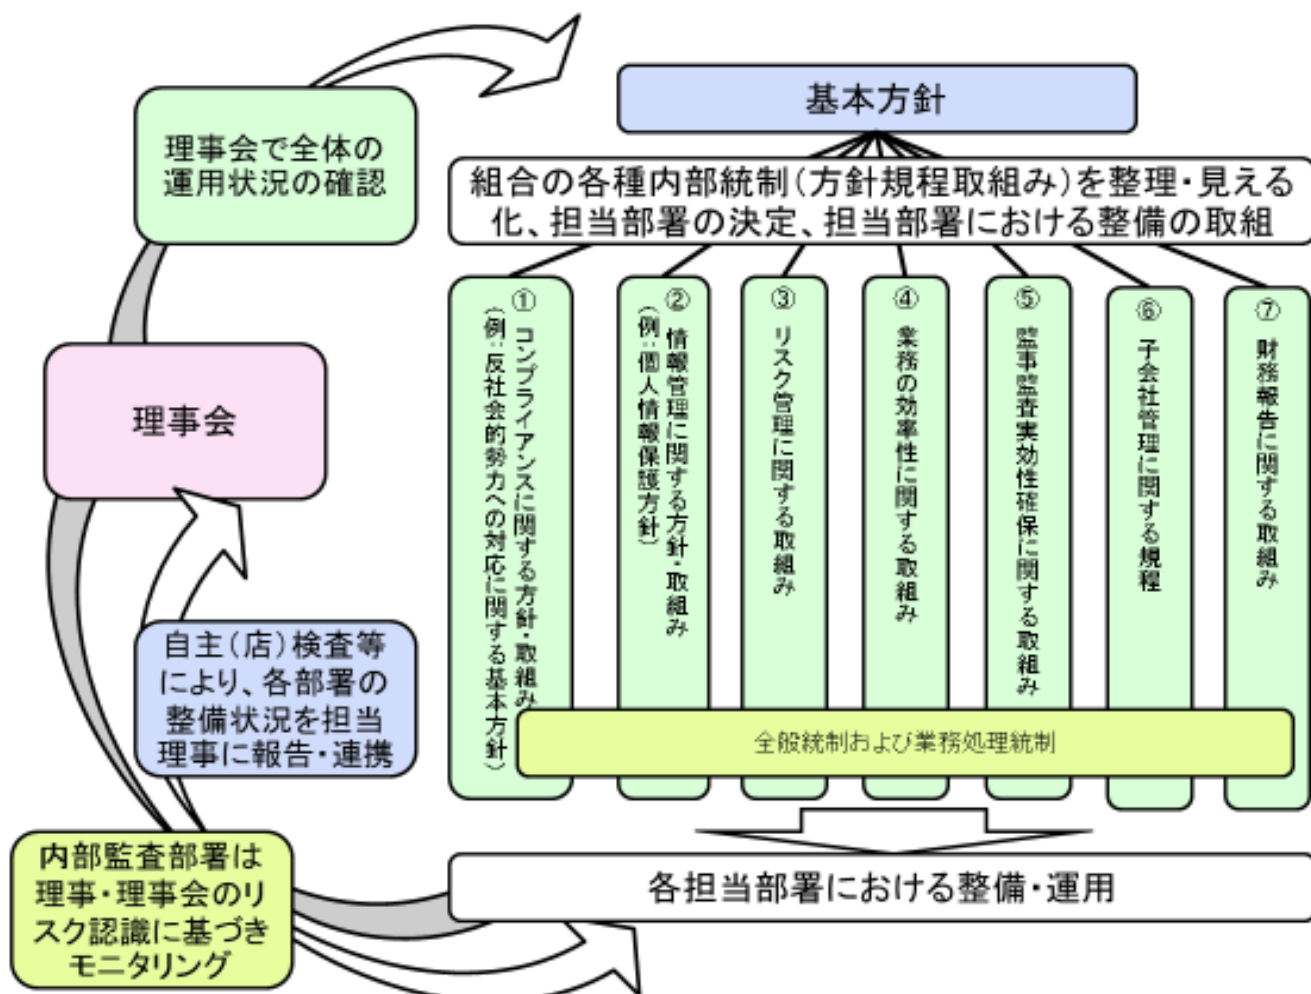 基本方針
理事会で全体の
運用状況の確認
組合の各種内部統制(方針規程取組み)を整理・見える
化、担当部署の決定、担当部署における整備の取組
① コンプライアンスに関する方針・取組み
(例:反社会的勢力への対応に関する基本方針)
② 情報管理に関する方針・取組み
(例:個人情報保護方針)
③ リスク管理に関する取組み
④ 業務の効率性に関する取組み
⑤ 監事監査実効性確保に関する取組み
⑥ 子会社管理に関する規程
⑦ 財務報告に関する取組み
理事会
自主(店)検査等
により、各部署の
整備状況を担当
理事に報告・連携
全般統制および業務処理統制
内部監査部署は
理事・理事会のリ
スク認識に基づき
モニタリング
各担当部署における整備・運用